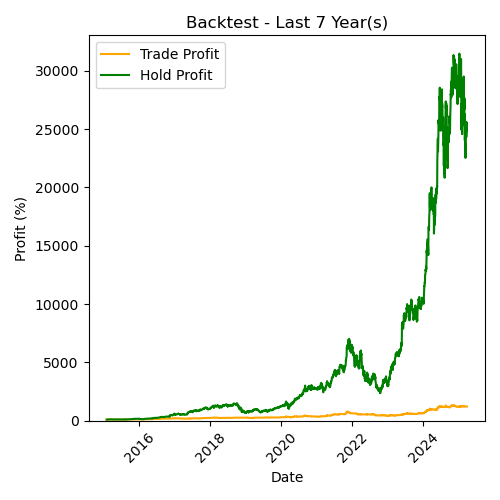 Backtest - Last 7 Year(s)
Trade Profit
Hold Profit
Profit (%)
30000
25000
20000
15000
10000
5000
0
2016
2018
2020
2022
2024
Date